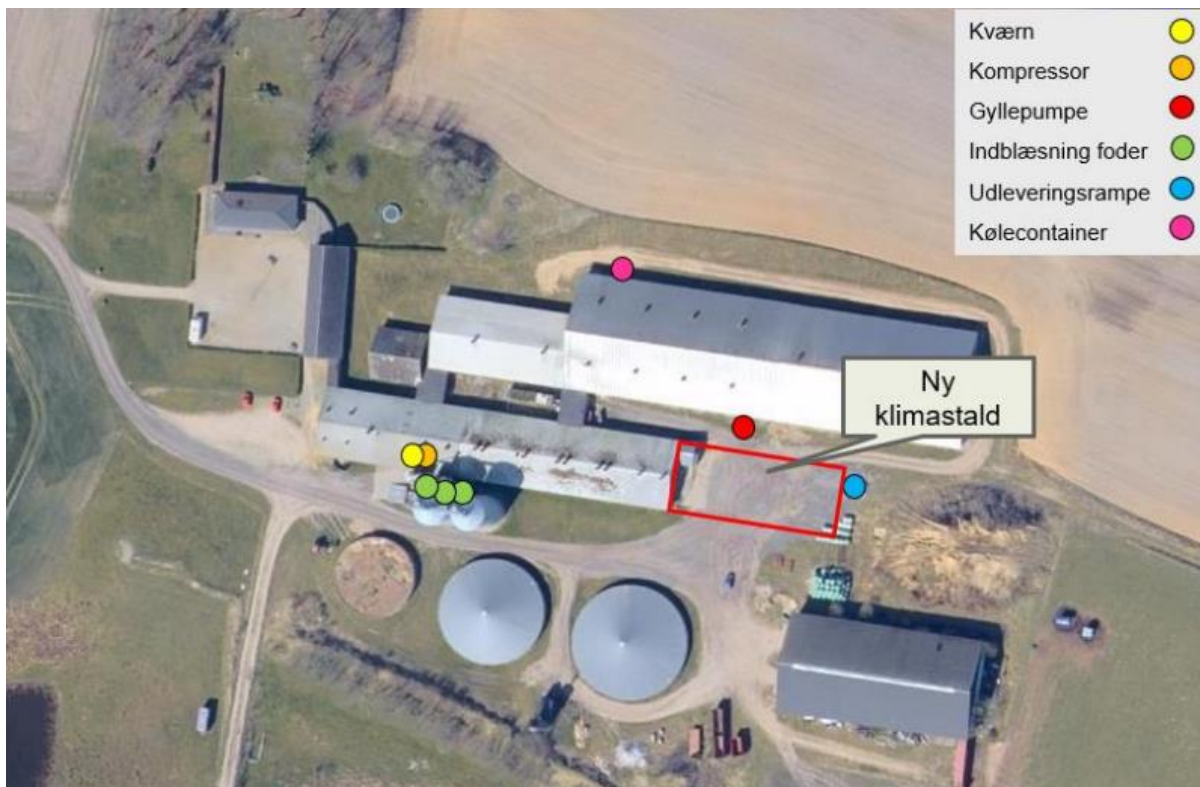 Kværn
Kompressor
Gyllepumpe
Indblæsning foder
Udleveringsrampe
Kølecontainer
Ny
klimastald